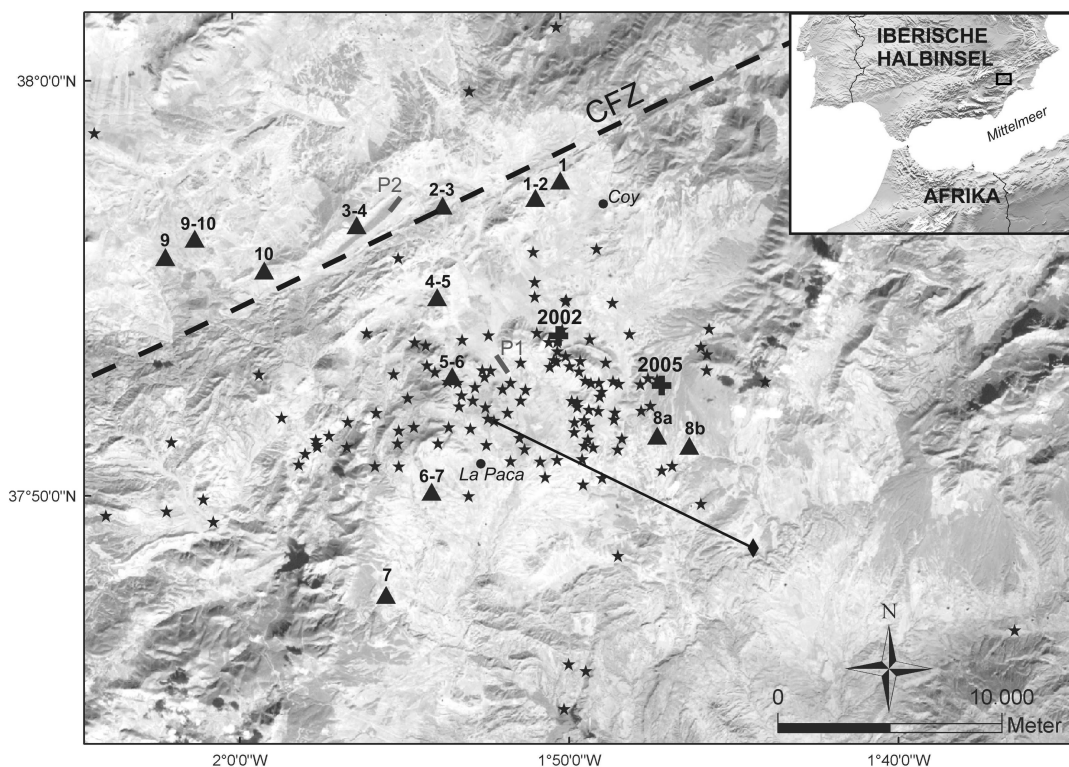 38°0'0"N
37°50'0"N
2°0'0"W
1°50'0"W
1°40'0"W
IBERISCHE
HALBINSEL
Mittelmeer
AFRIKA
CFZ
P2
2-3
1-2
1
Coy
3-4
9-10
9
10
4-5
2002
P1
2005
5-6
8a
8b
La Paca
6-7
7
N
0
10.000
Meter